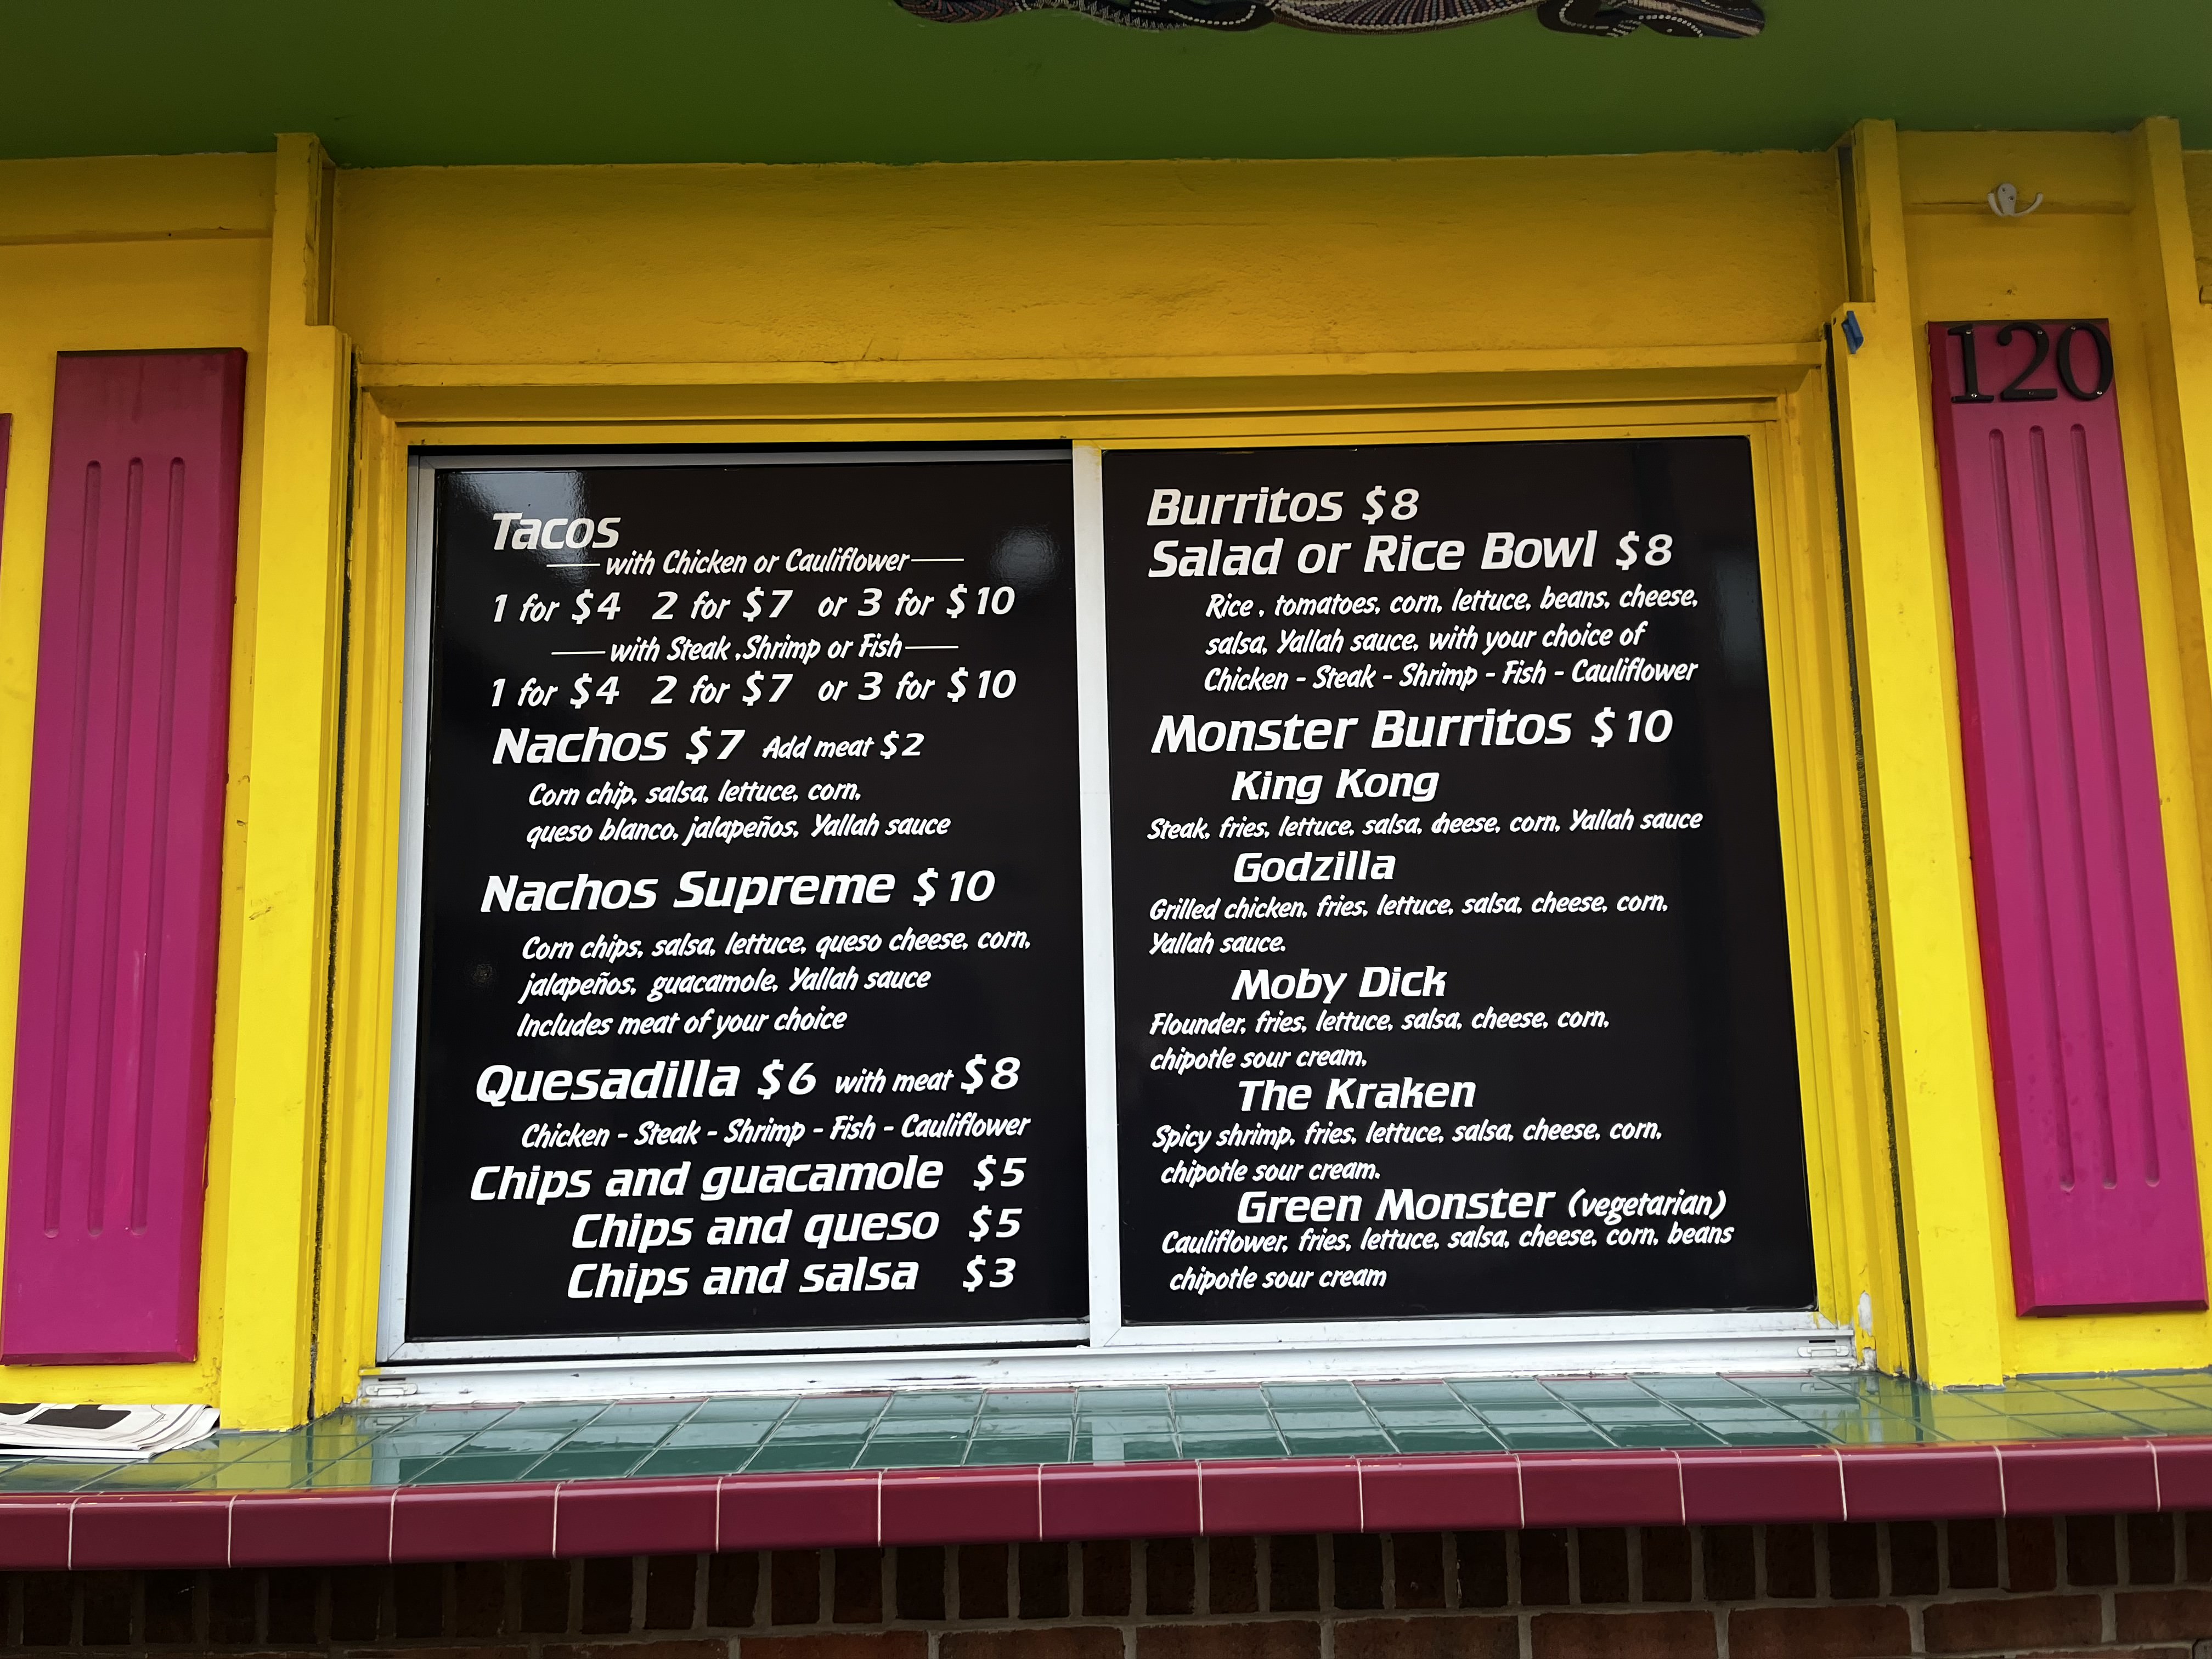 Tacos
with Chicken or Cauliflower
1 for $4 2 for $7 or 3 for $10
with Steak ,Shrimp or Fish
1 for $4 2 for $7 or 3 for $10
Nachos $7 Add meat $2
Corn chip, salsa, lettuce, corn,
queso blanco, jalapeños, Yallah sauce
Nachos Supreme $10
Corn chips, salsa, lettuce, queso cheese, corn,
jalapeños, guacamole, Yallah sauce
Includes meat of your choice
Quesadilla $6 with meat $8
Chicken - Steak - Shrimp - Fish - Cauliflower
Chips and guacamole $5
Chips and queso $5
Chips and salsa $3
Burritos $8
Salad or Rice Bowl $8
Rice , tomatoes, corn, lettuce, beans, cheese,
salsa, Yallah sauce, with your choice of
Chicken - Steak - Shrimp - Fish - Cauliflower
Monster Burritos $10
King Kong
Steak, fries, lettuce, salsa, cheese, corn, Yallah sauce
Godzilla
Grilled chicken, fries, lettuce, salsa, cheese, corn,
Yallah sauce.
Moby Dick
Flounder, fries, lettuce, salsa, cheese, corn,
chipotle sour cream,
The Kraken
Spicy shrimp, fries, lettuce, salsa, cheese, corn,
chipotle sour cream.
Green Monster (vegetarian)
Cauliflower, fries, lettuce, salsa, cheese, corn, beans
chipotle sour cream
120